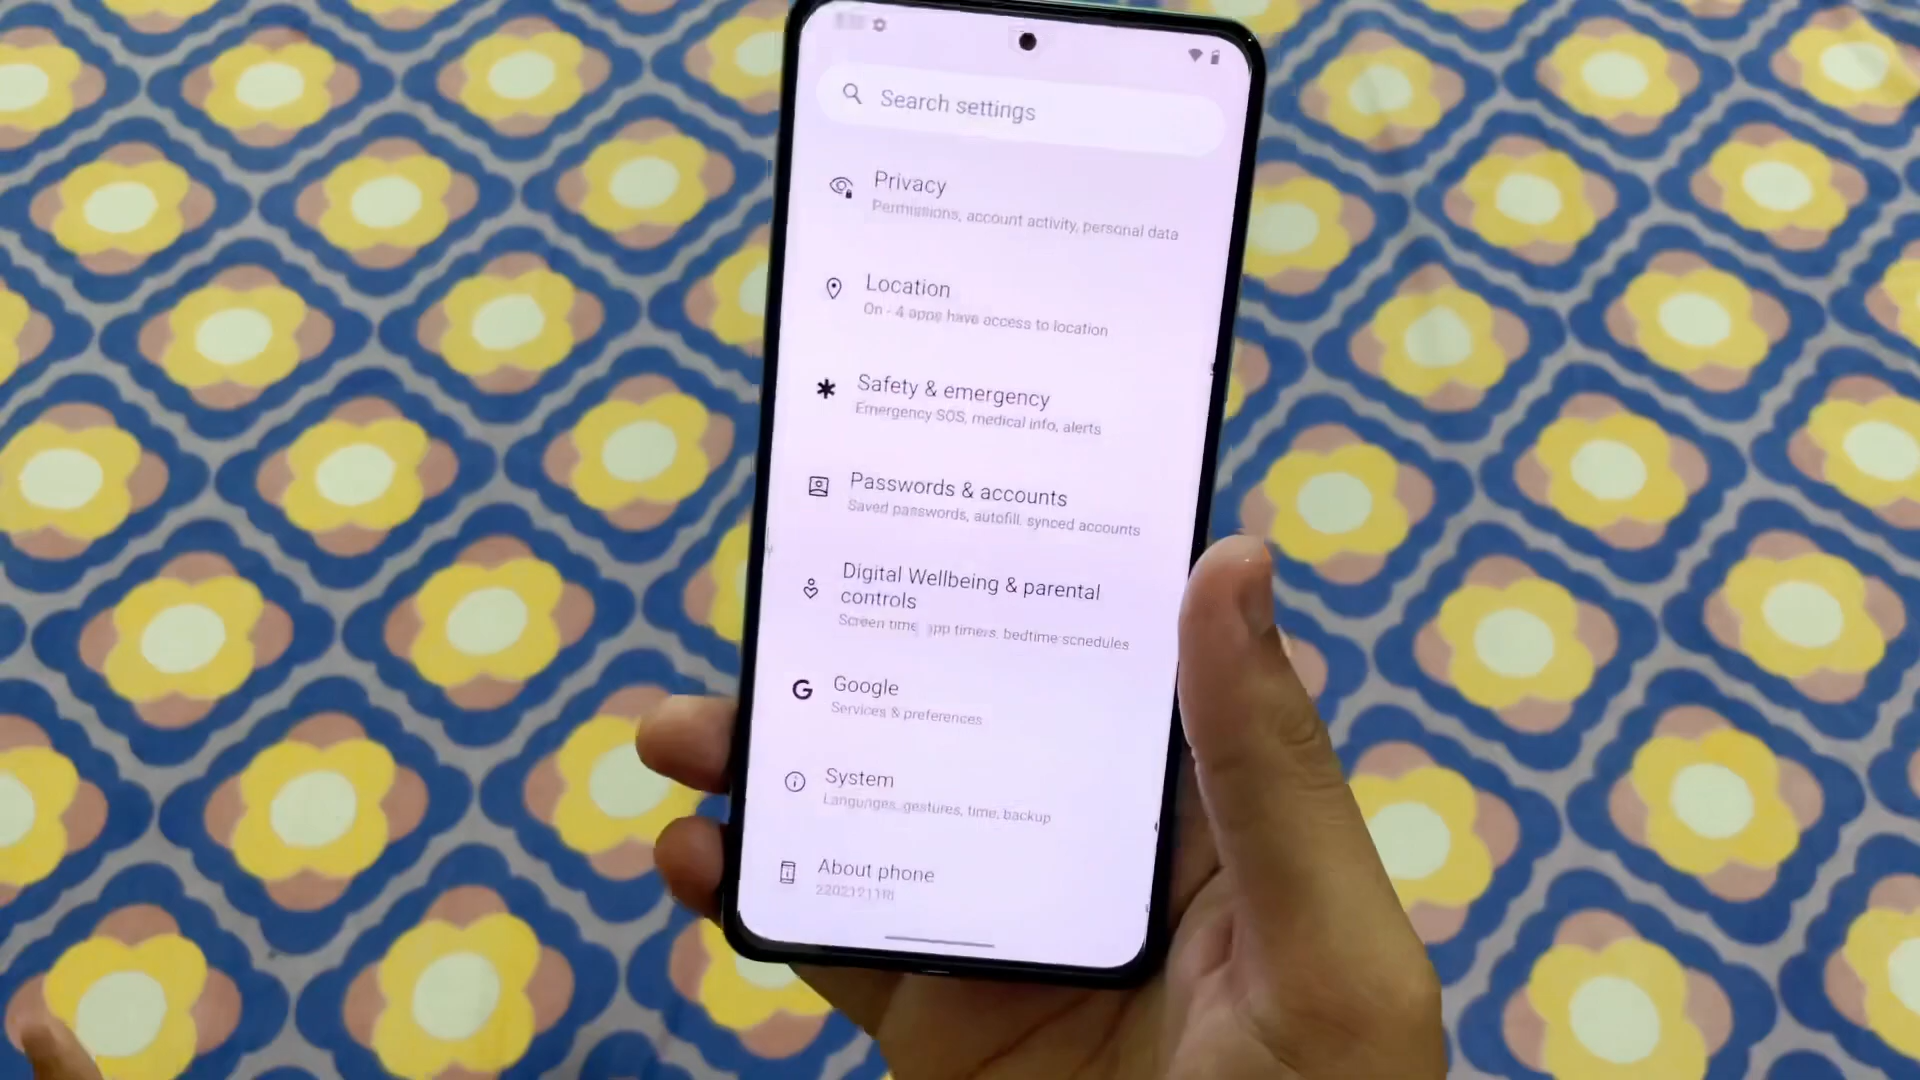 Search settings
Privacy
Permissions, account activity, personal data
Location
On - 4 apps have access to location
Safety & emergency
Emergency SOS, medical info, alerts
Passwords & accounts
Saved passwords, autofill, synced accounts
Digital Wellbeing & parental
controls
Screen time, app timers, bedtime schedules
G
Google
Services & preferences
System
Languages, gestures, time, backup
About phone